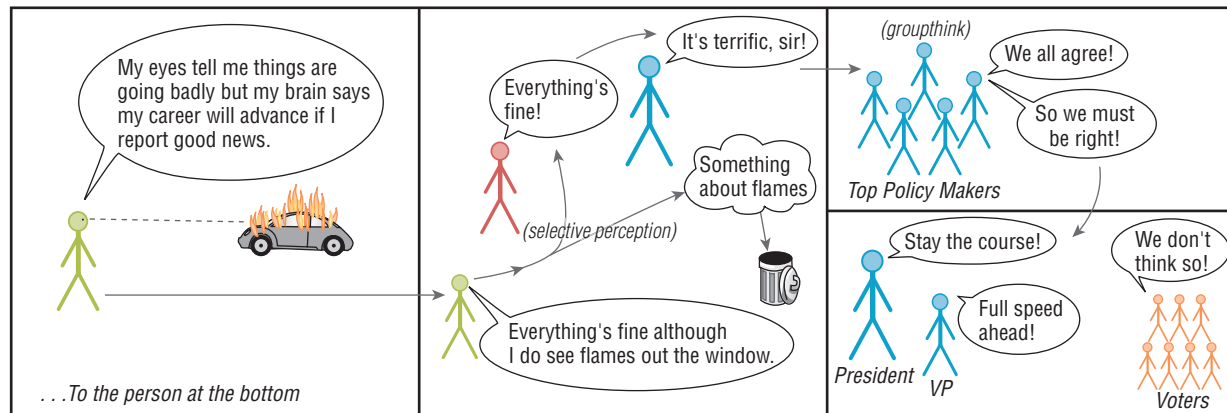 My eyes tell me things are
going badly but my brain says
my career will advance if I
report good news.
. . .To the person at the bottom
It's terrific, sir!
Everything's
fine!
Something
about flames
(selective perception)
Everything's fine although
I do see flames out the window.
(groupthink)
We all agree!
So we must
be right!
Top Policy Makers
Stay the course!
We don't
think so!
Full speed
ahead!
President
VP
Voters